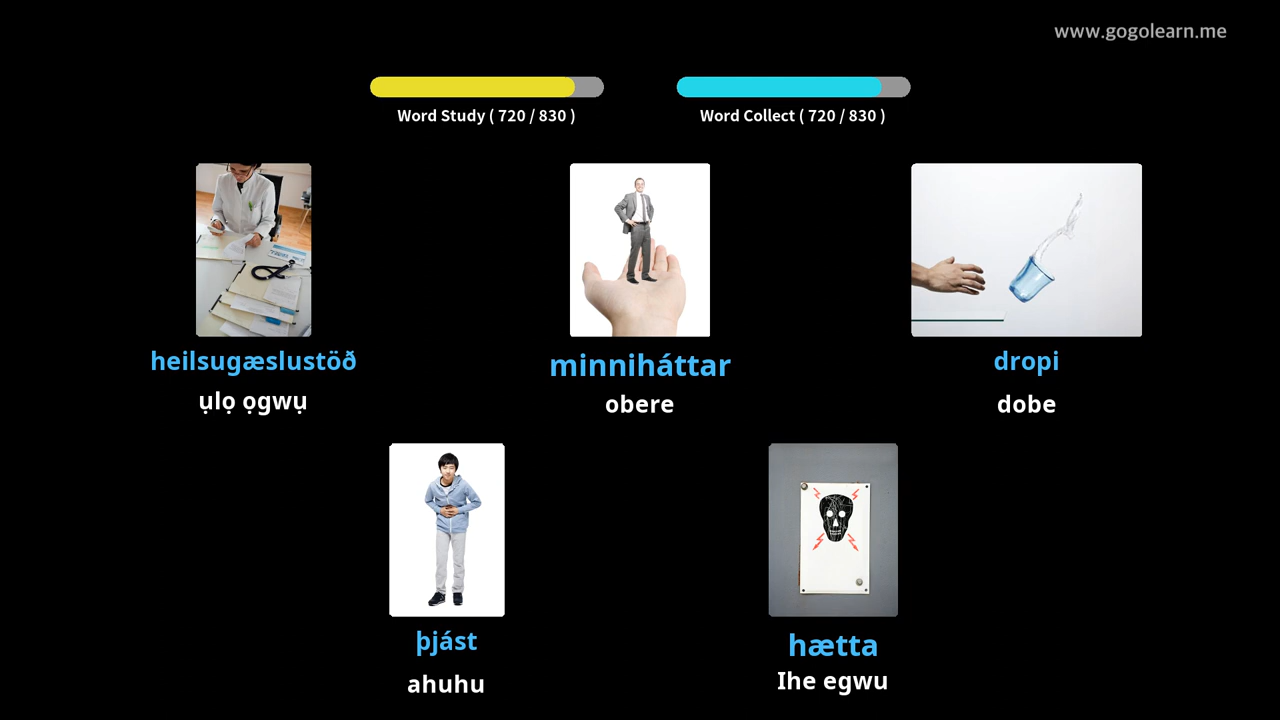 www.gogolearn.me
Word Study ( 720 / 830 )
Word Collect ( 720 / 830 )
heilsugæslustöð
ụlọ ọgwụ
minniháttar
obere
dropi
dobe
þjást
ahuhu
hætta
Ihe egwu